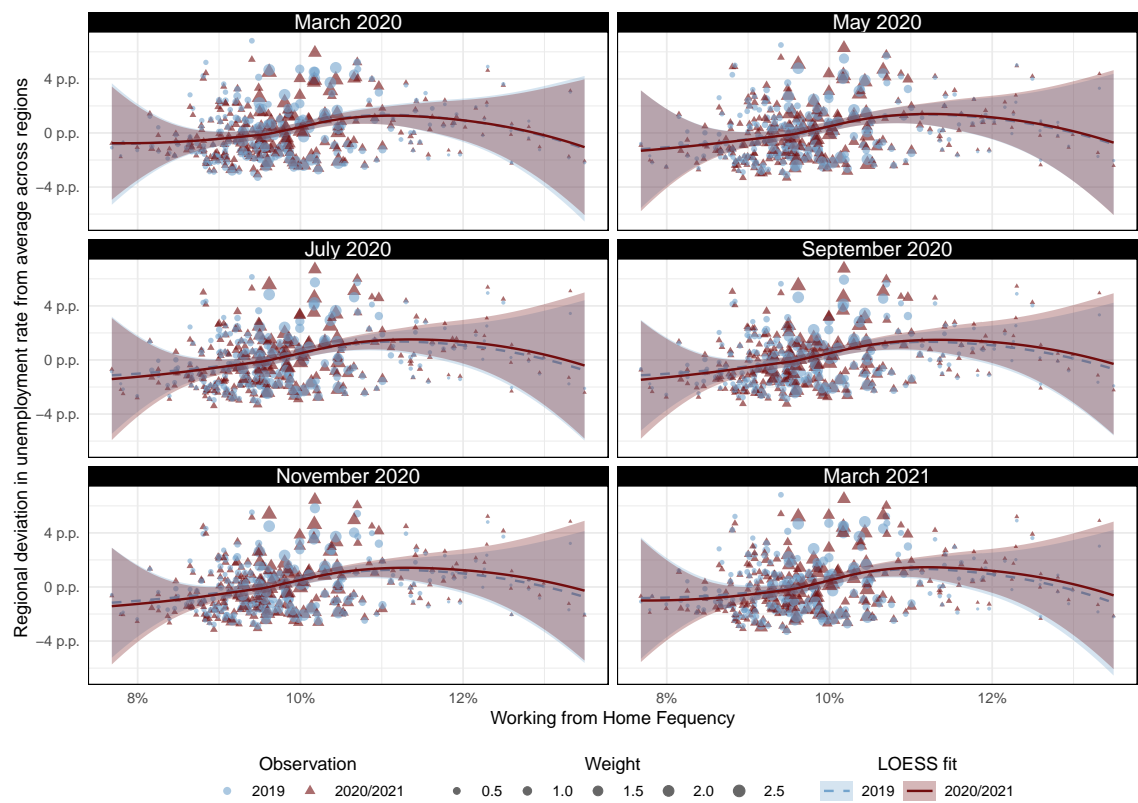 March 2020
May 2020
4 p.p.
0 p.p.
−4 p.p.
July 2020
September 2020
4 p.p.
0 p.p.
−4 p.p.
November 2020
March 2021
4 p.p.
0 p.p.
−4 p.p.
8%
10%
12%
8%
10%
12%
Regional deviation in unemployment rate from average across regions
Working from Home Fequency
Observation
2019
2020/2021
Weight
0.5
1.0
1.5
2.0
2.5
LOESS fit
2019
2020/2021